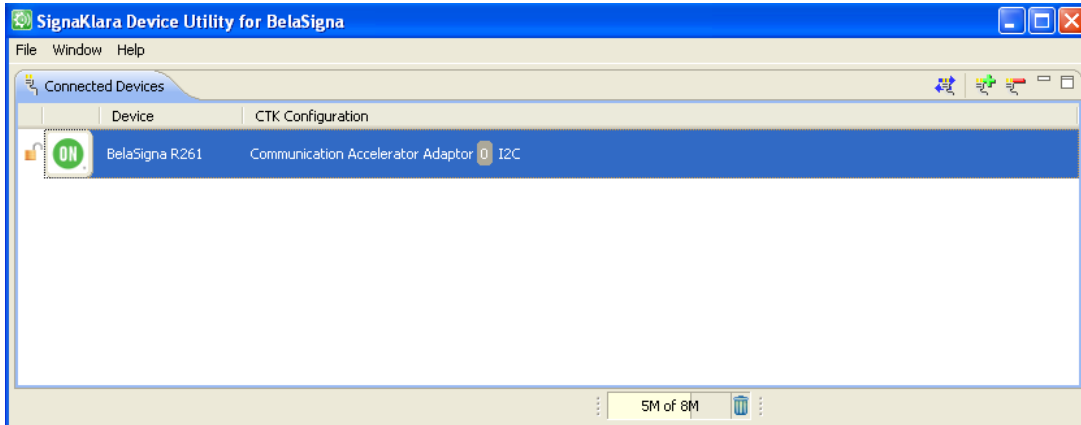 SignaKlara Device Utility for BelaSigna
File Window Help
Connected Devices
Device CTK Configuration
ON BelaSigna R261 Communication Accelerator Adaptor 0 I2C
5M of 8M